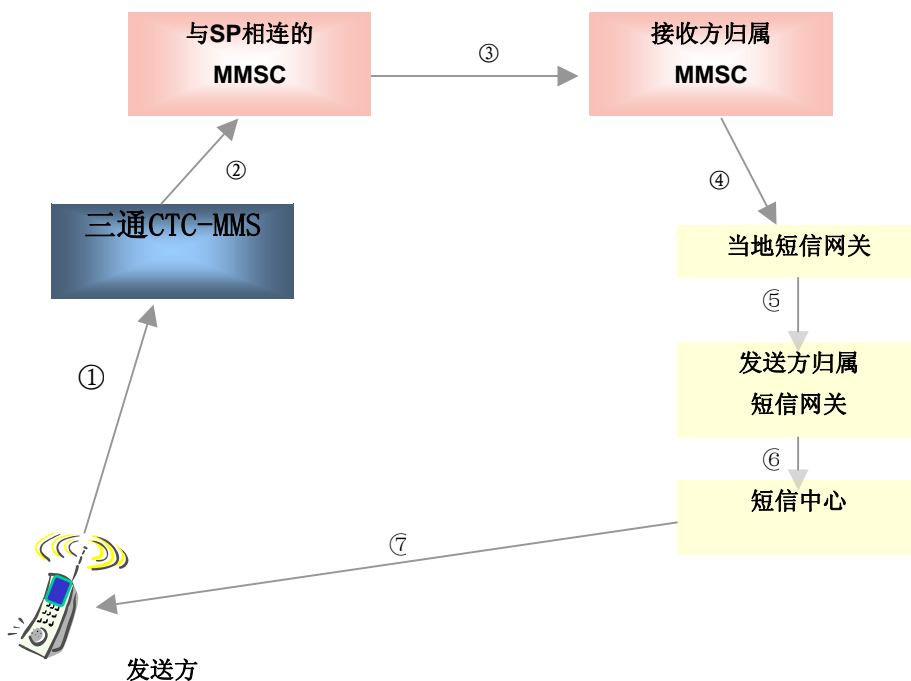 与SP相连的
MMSC
③
接收方归属
MMSC
②
④
三通CTC-MMS
当地短信网关
⑤
①
发送方归属
短信网关
⑥
短信中心
⑦
发送方